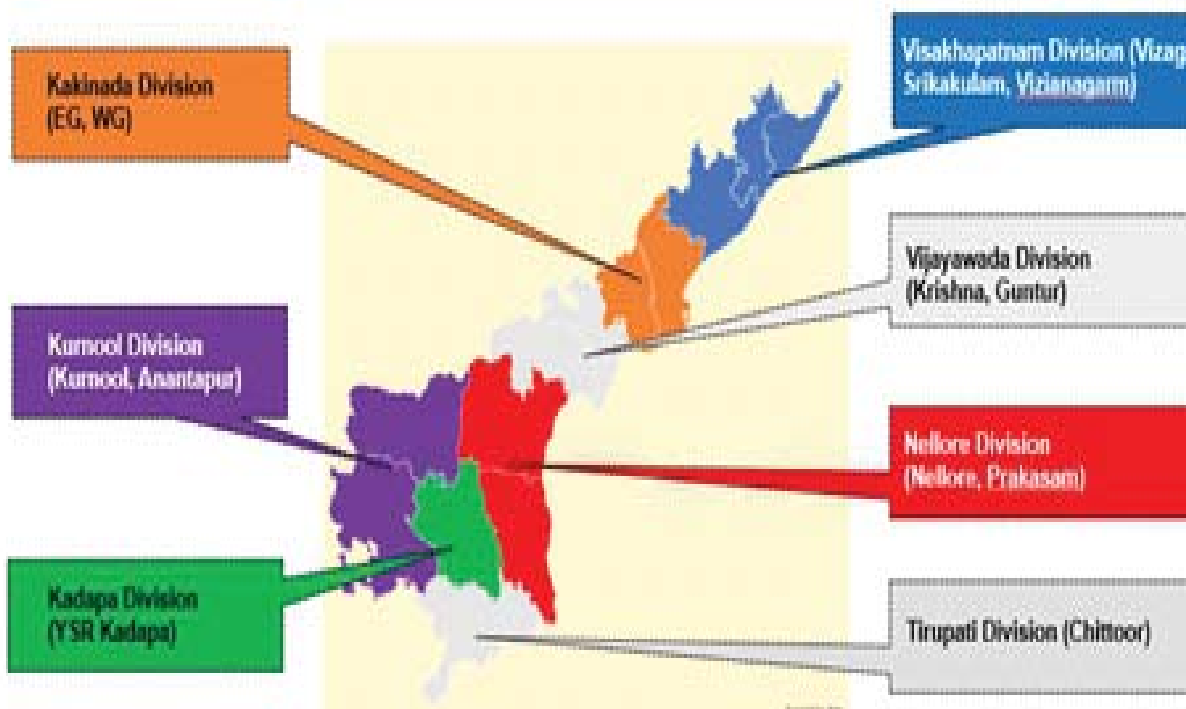 Kakinada Division
(EG, WG)
Visakhapatnam Division (Vizag
Srikakulam, Vizianagarm)
Vijayawada Division
(Krishna, Guntur)
Kurnool Division
(Kurnool, Anantapur)
Nellore Division
(Nellore, Prakasam)
Kadapa Division
(YSR Kadapa)
Tirupati Division (Chittoor)